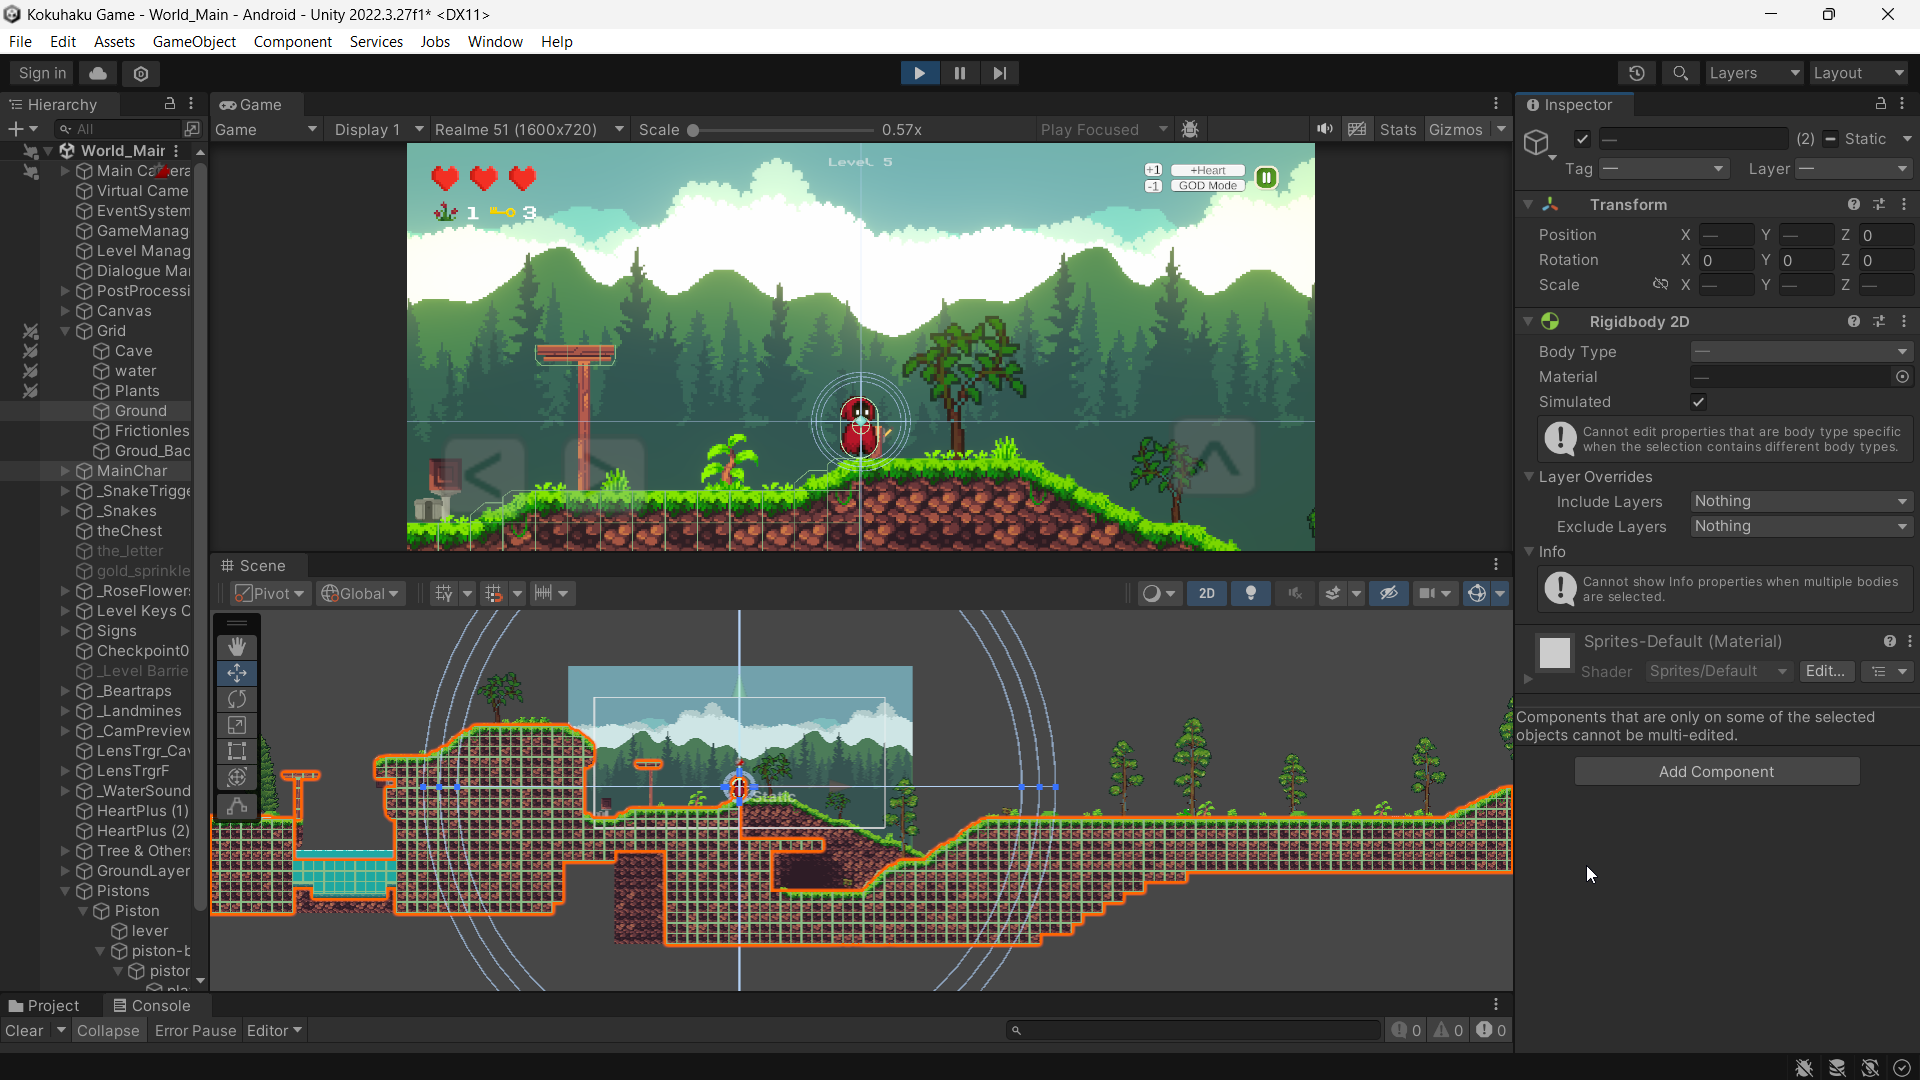 Kokuhaku Game - World_Main - Android - Unity 2022.3.27f1* <DX11>
File Edit Assets GameObject Component Services Jobs Window Help
Sign in Layers Layout
Hierarchy
All
World_Mair
Main Camera
Virtual Came
EventSystem
GameManag
Level Manag
Dialogue Mai
PostProcessi
Canvas
Grid
Cave
water
Plants
Ground
Frictionles
Groud_Bac
MainChar
_SnakeTrigge
_Snakes
theChest
the_letter
gold_sprinkle
_RoseFlower
Level Keys C
Signs
Checkpoint0
_Level Barrie
_Beartraps
_Landmines
_CamPreview
LensTrgr_Cav
LensTrgrF
_WaterSound
HeartPlus (1)
HeartPlus (2)
Tree & Others
GroundLayer
Pistons
Piston
lever
piston-b
piston
Game
Game Display 1 Realme 51 (1600x720) Scale 0.57x Play Focused Stats Gizmos
Level 5
+1 +Heart
-1 GOD Mode
1 3
Scene
Pivot Global 2D
Static
Project Console
Clear Collapse Error Pause Editor
0 0 0
Inspector
— (2) Static
Tag — Layer —
Transform
Position X — Y — Z 0
Rotation X 0 Y 0 Z 0
Scale X — Y — Z —
Rigidbody 2D
Body Type —
Material —
Simulated
Cannot edit properties that are body type specific
when the selection contains different body types.
Layer Overrides
Include Layers Nothing
Exclude Layers Nothing
Info
Cannot show Info properties when multiple bodies
are selected.
Sprites-Default (Material)
Shader Sprites/Default Edit...
Components that are only on some of the selected
objects cannot be multi-edited.
Add Component